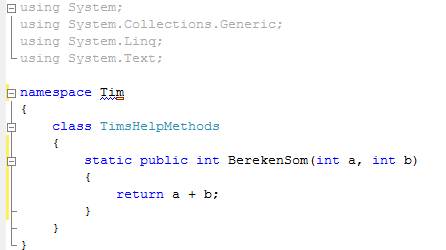 using System;
using System.Collections.Generic;
using System.Linq;
using System.Text;
namespace Tim
{
class TimsHelpMethods
{
static public int BerekenSom(int a, int b)
{
return a + b;
}
}
}